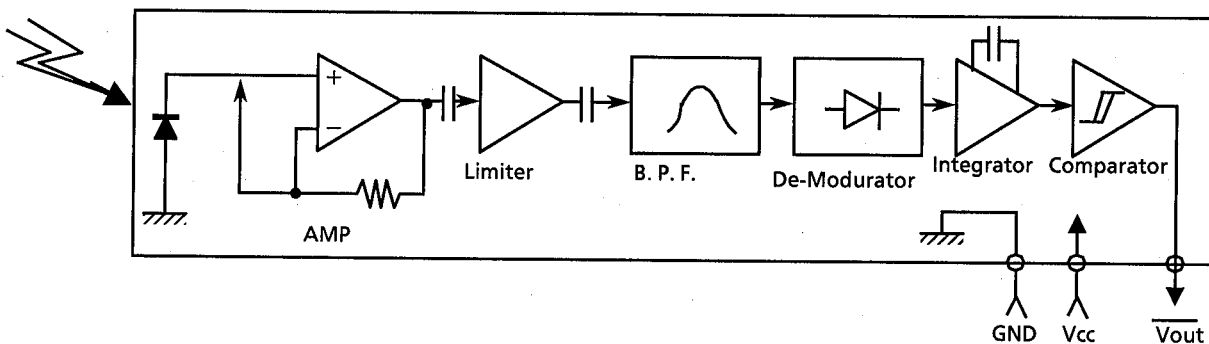 +
−
AMP
Limiter
B. P. F.
De-Modurator
Integrator
Comparator
GND
Vcc
Vout